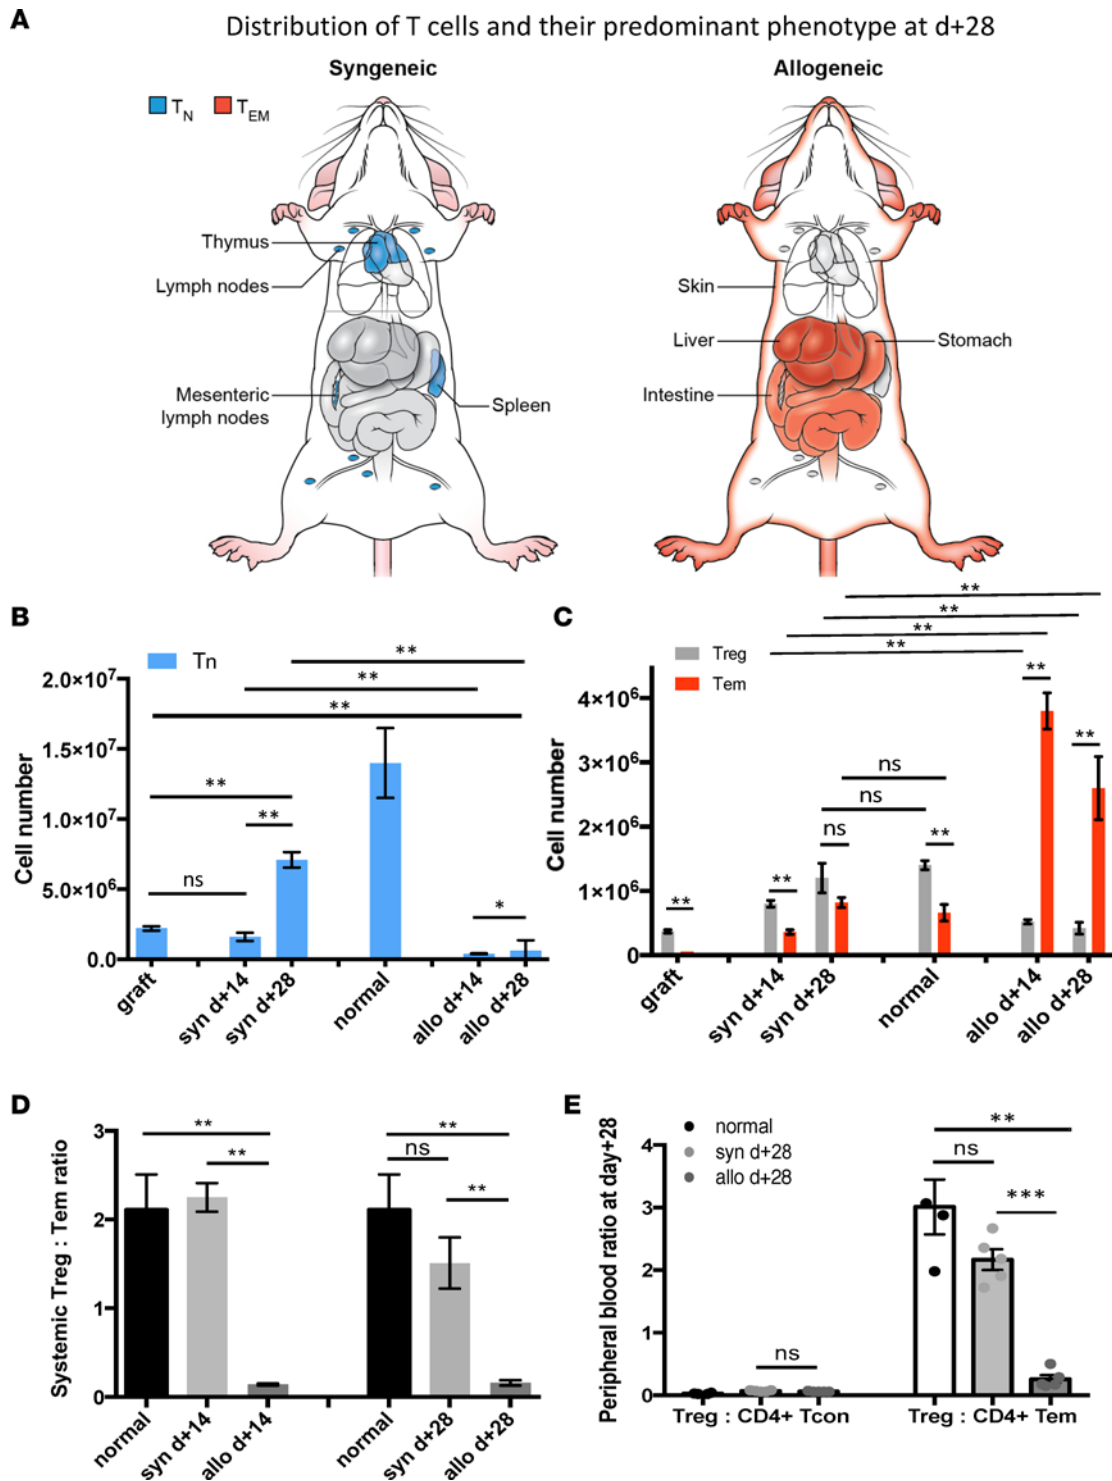 A
Distribution of T cells and their predominant phenotype at d+28
Syngeneic
Allogeneic
T_N
T_EM
Thymus
Lymph nodes
Mesenteric
lymph nodes
Spleen
Skin
Liver
Stomach
Intestine
B
Tn
Cell number
2.0×10⁷
1.5×10⁷
1.0×10⁷
5.0×10⁶
0.0
**
**
**
**
**
ns
*
graft
syn d+14
syn d+28
normal
allo d+14
allo d+28
C
Treg
Tem
Cell number
4×10⁶
3×10⁶
2×10⁶
1×10⁶
0
**
**
**
**
**
**
ns
ns
ns
**
**
**
graft
syn d+14
syn d+28
normal
allo d+14
allo d+28
D
Systemic Treg : Tem ratio
3
2
1
0
**
**
**
ns
**
normal
syn d+14
allo d+14
normal
syn d+28
allo d+28
E
normal
syn d+28
allo d+28
Peripheral blood ratio at day+28
4
3
2
1
0
**
ns
***
ns
Treg : CD4+ Tcon
Treg : CD4+ Tem